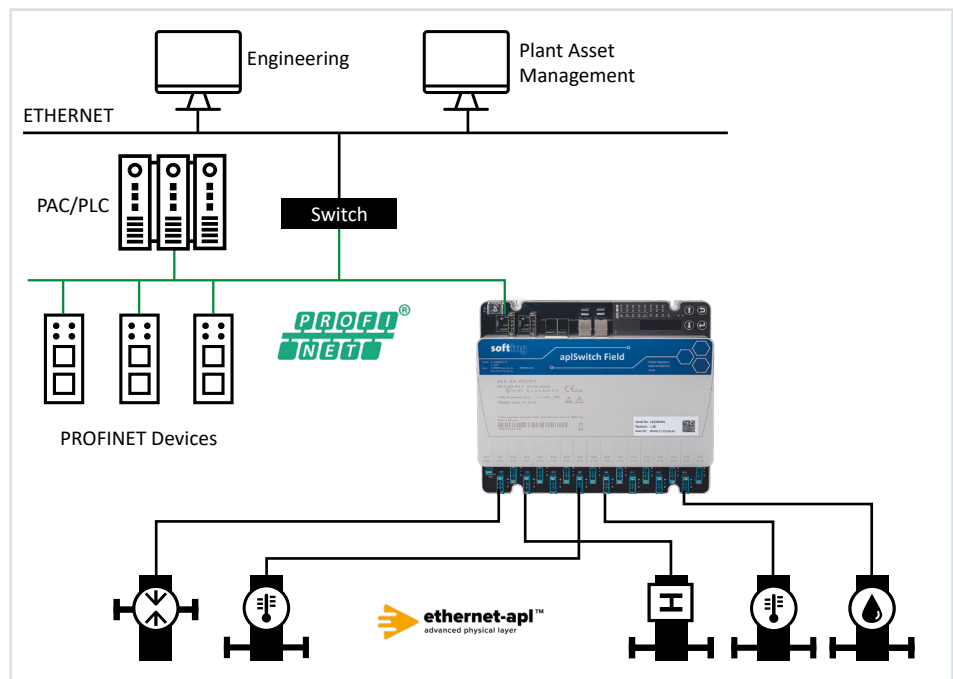 Engineering
Plant Asset
Management
ETHERNET
PAC/PLC
Switch
PROFI
NET
®
PROFINET Devices
softing
aplSwitch Field
ethernet-apl™
advanced physical layer